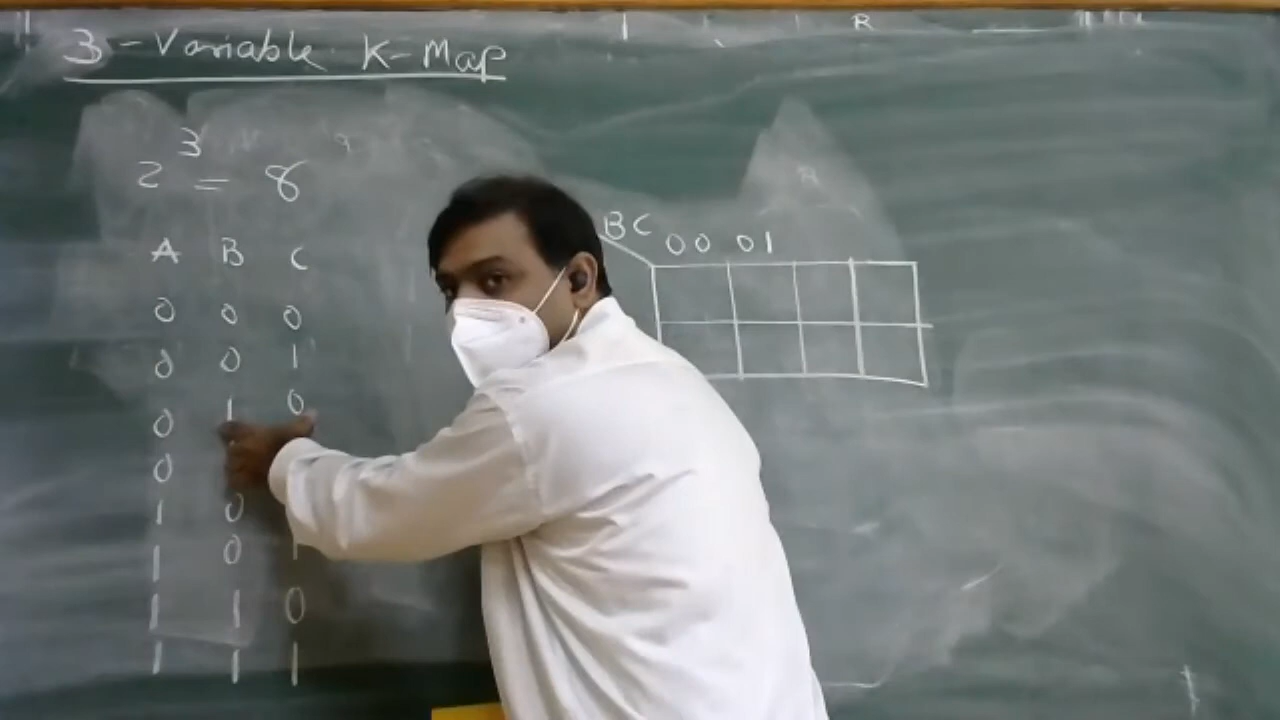 3-Variable K-Map
2^3 = 8
A B C
0 0 0
0 0 1
0 1 0
0
1 0
1 0 1
1 1 0
1 1 1
BC 00 01
R